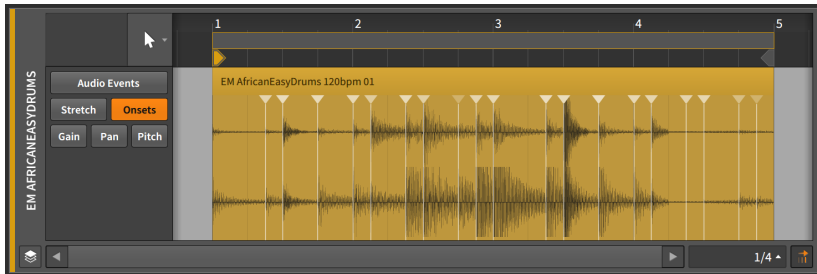 1 2 3 4 5
EM AFRICANEASYDRUMS
Audio Events
EM AfricanEasyDrums 120bpm 01
Stretch Onsets
Gain Pan Pitch
1/4